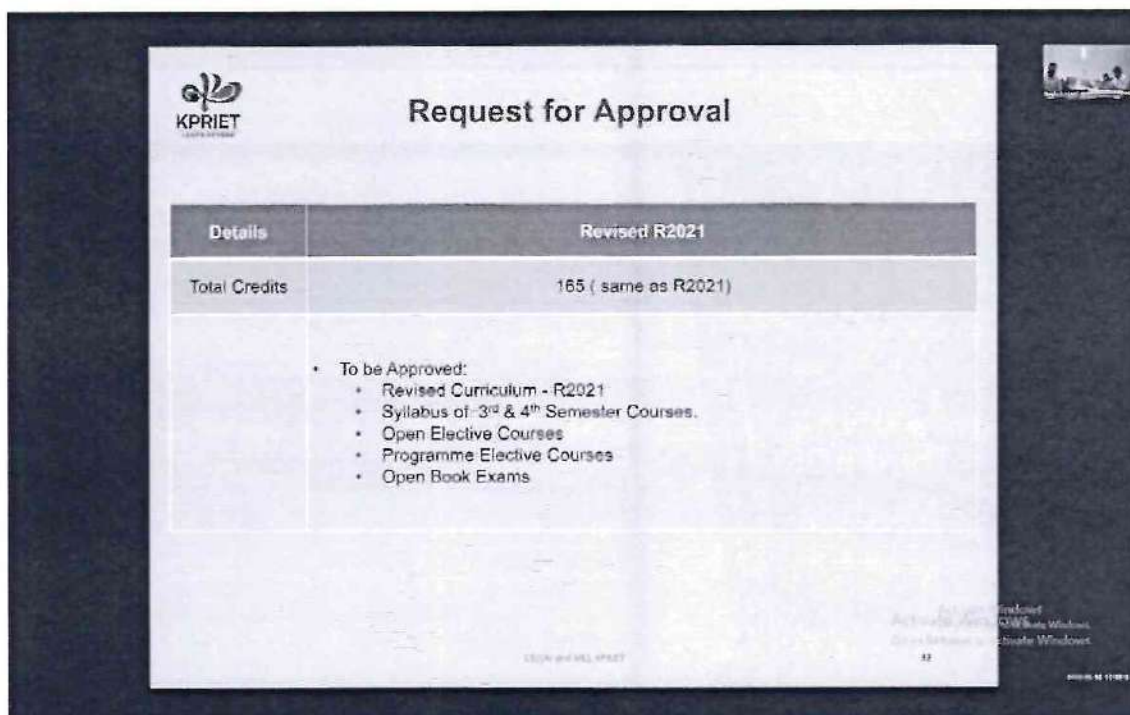 KPRIET
Request for Approval
Details
Revised R2021
Total Credits
165 ( same as R2021)
• To be Approved:
• Revised Curriculum - R2021
• Syllabus of 3rd & 4th Semester Courses.
• Open Elective Courses
• Programme Elective Courses
• Open Book Exams